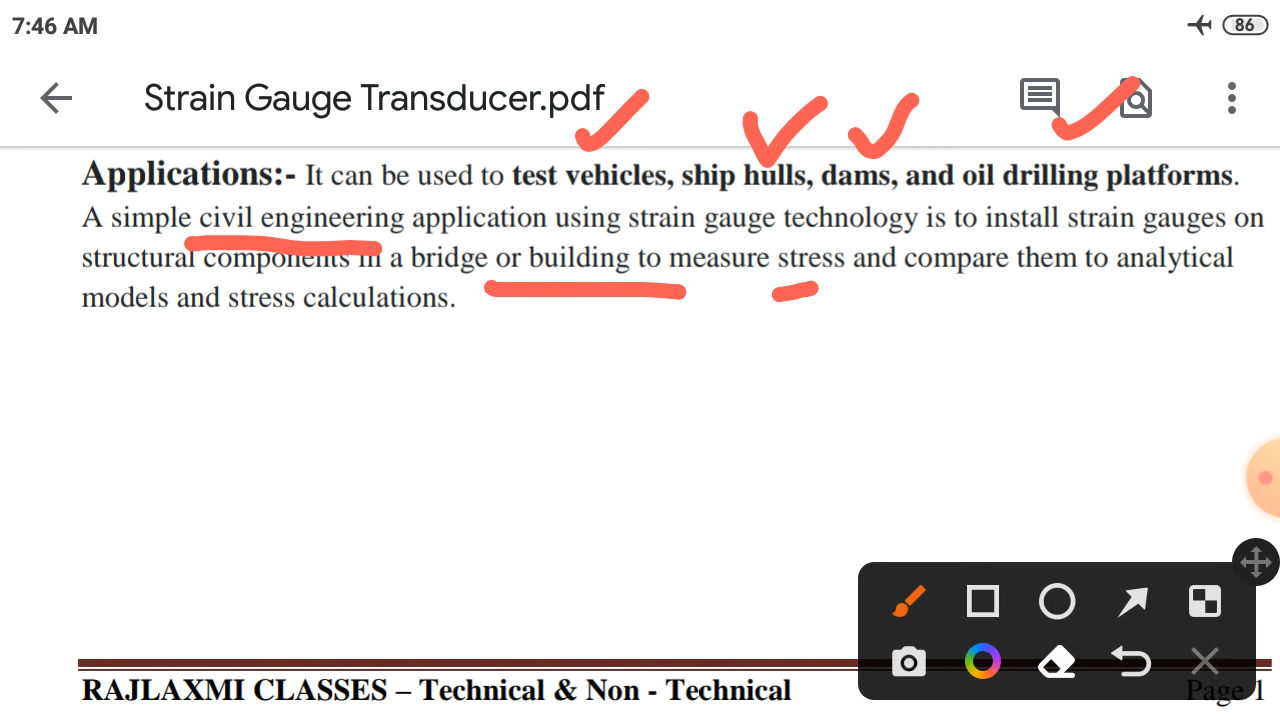 7:46 AM
86
Strain Gauge Transducer.pdf
Applications:- It can be used to test vehicles, ship hulls, dams, and oil drilling platforms.
A simple civil engineering application using strain gauge technology is to install strain gauges on
structural components in a bridge or building to measure stress and compare them to analytical
models and stress calculations.
RAJLAXMI CLASSES – Technical & Non - Technical
Page 1